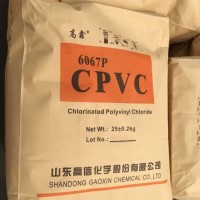 高鑫
6067P
CPVC
Chlorinated Polyvinyl Chloride
Net Wt.: 25±0.2kg
Lot No.
山东高信化学股份有限公司
SHANDONG GAOXIN CHEMICAL CO.,LTD